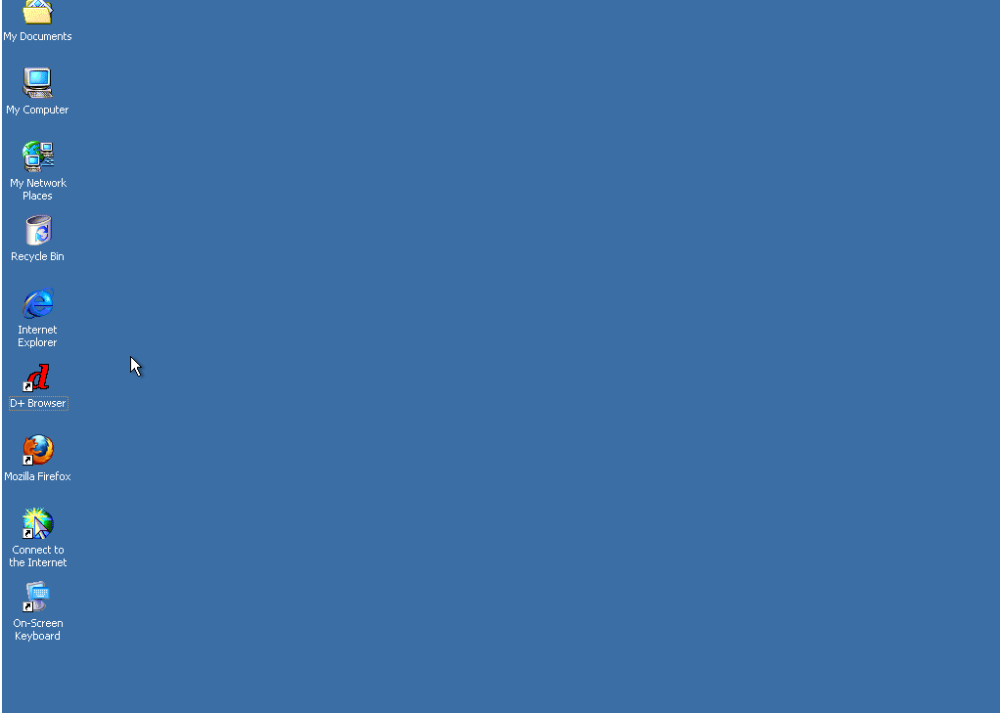 My Documents
My Computer
My Network
Places
Recycle Bin
Internet
Explorer
D+ Browser
Mozilla Firefox
Connect to
the Internet
On-Screen
Keyboard